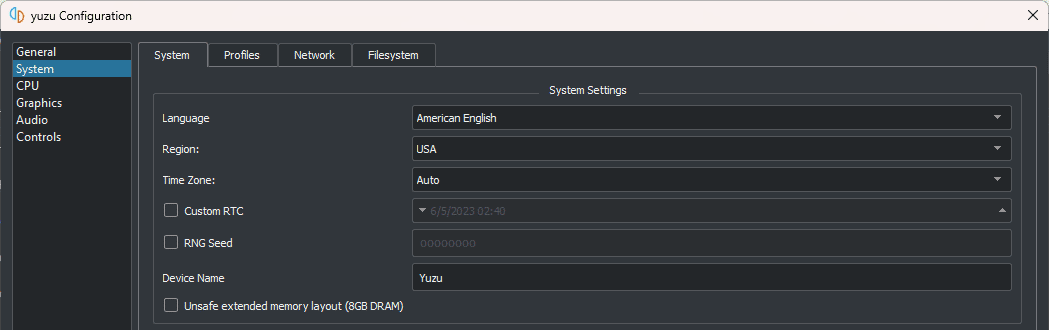 yuzu Configuration
General
System
CPU
Graphics
Audio
Controls
System Profiles Network Filesystem
System Settings
Language American English
Region: USA
Time Zone: Auto
Custom RTC 6/5/2023 02:40
RNG Seed 00000000
Device Name Yuzu
Unsafe extended memory layout (8GB DRAM)